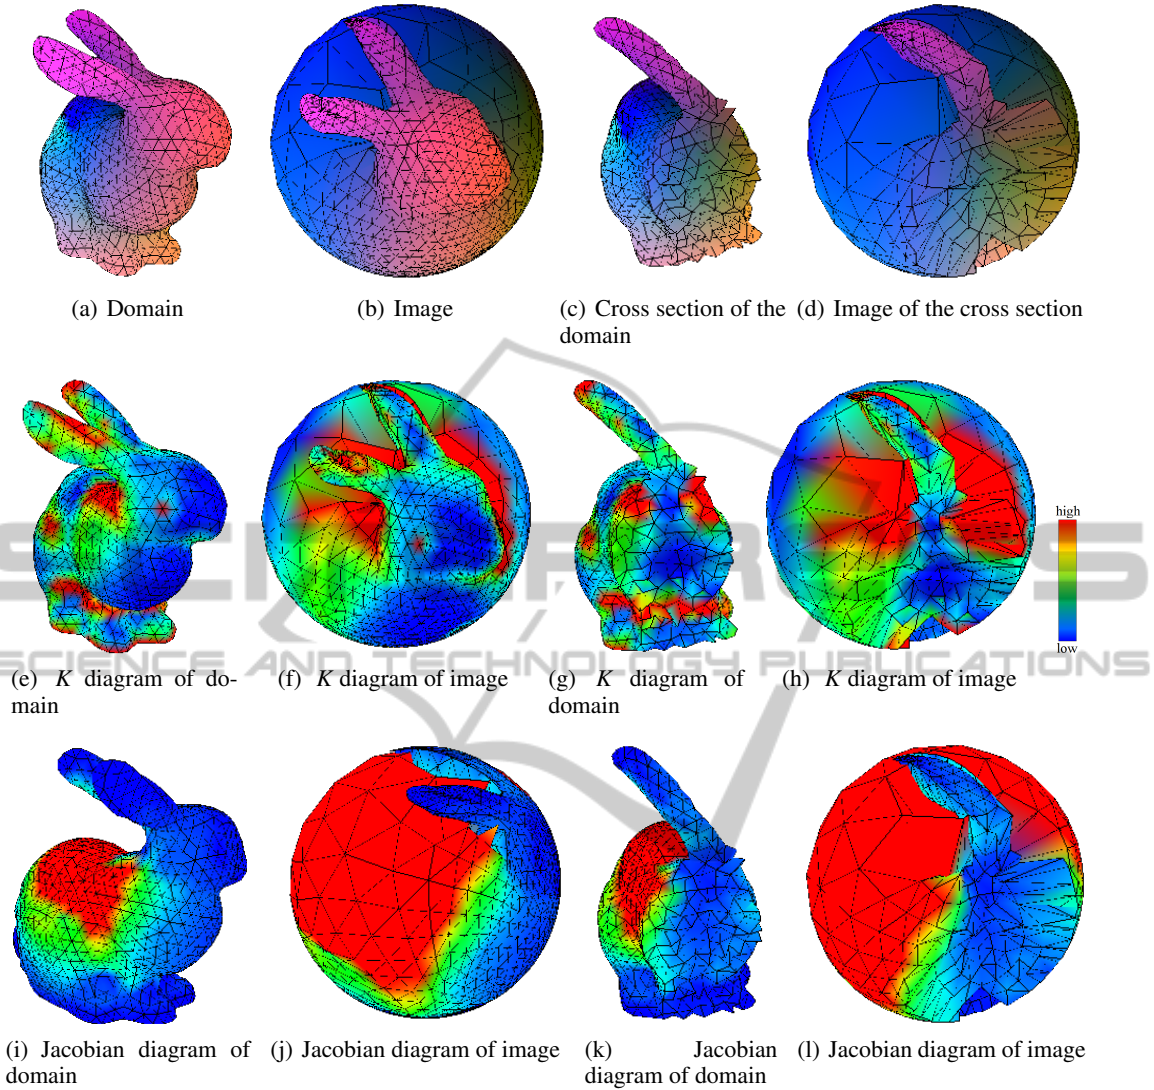 (a) Domain
(b) Image
(c) Cross section of the domain
(d) Image of the cross section
high
low
(e) K diagram of do-
main
(f) K diagram of image
(g) K diagram of
domain
(h) K diagram of image
SCIENCE AND TECHNOLOGY PUBLICATIONS
(i) Jacobian diagram of
domain
(j) Jacobian diagram of image
(k) Jacobian
diagram of domain
(l) Jacobian diagram of image